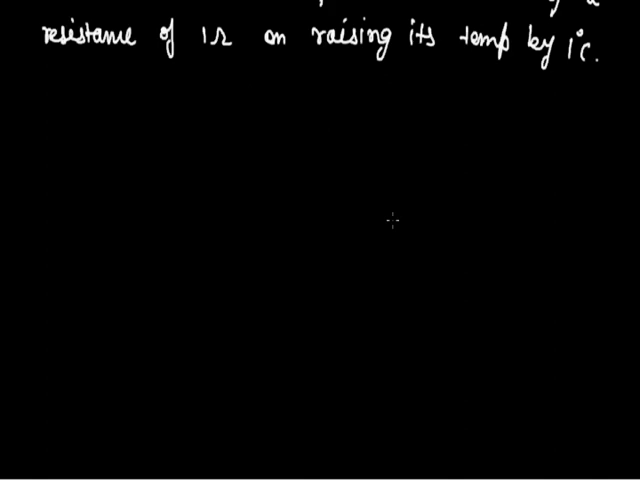 resistance of 1Ω on raising its temp by 1°C.